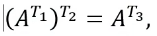 (A^{T_1})^{T_2} = A^{T_3},